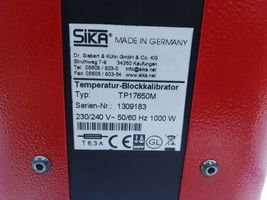 SIKA MADE IN GERMANY
Dr. Siebert & Kühn GmbH & Co. KG
Struthweg 7-9 34260 Kaufungen
Tel. 05605 / 803-0 info@sika.net
Fax. 05605 / 803-54 www.sika.net
Temperatur-Blockkalibrator
Typ: TP17650M
Serien-Nr.: 1309183
230/240 V~ 50/60 Hz 1000 W
T 6,3 A CE GL